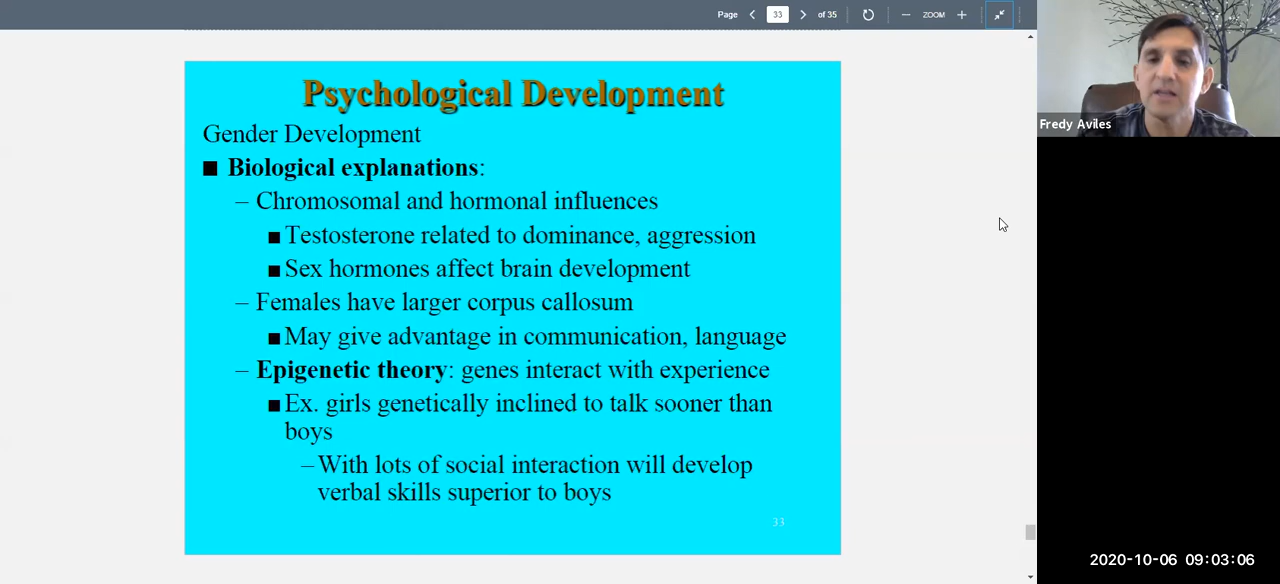 Page 33 of 35 ZOOM
Psychological Development
Fredy Aviles
Gender Development
■ Biological explanations:
– Chromosomal and hormonal influences
■ Testosterone related to dominance, aggression
■ Sex hormones affect brain development
– Females have larger corpus callosum
■ May give advantage in communication, language
– Epigenetic theory: genes interact with experience
■ Ex. girls genetically inclined to talk sooner than
boys
– With lots of social interaction will develop
verbal skills superior to boys
33
2020-10-06 09:03:06